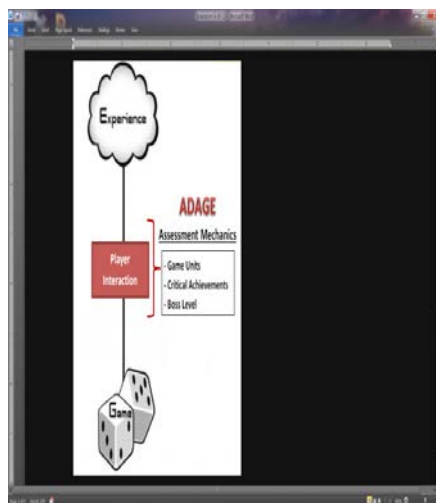 Experience
ADAGE
Assessment Mechanics
Player
Interaction
- Game Units
- Critical Achievements
- Boss Level
Game